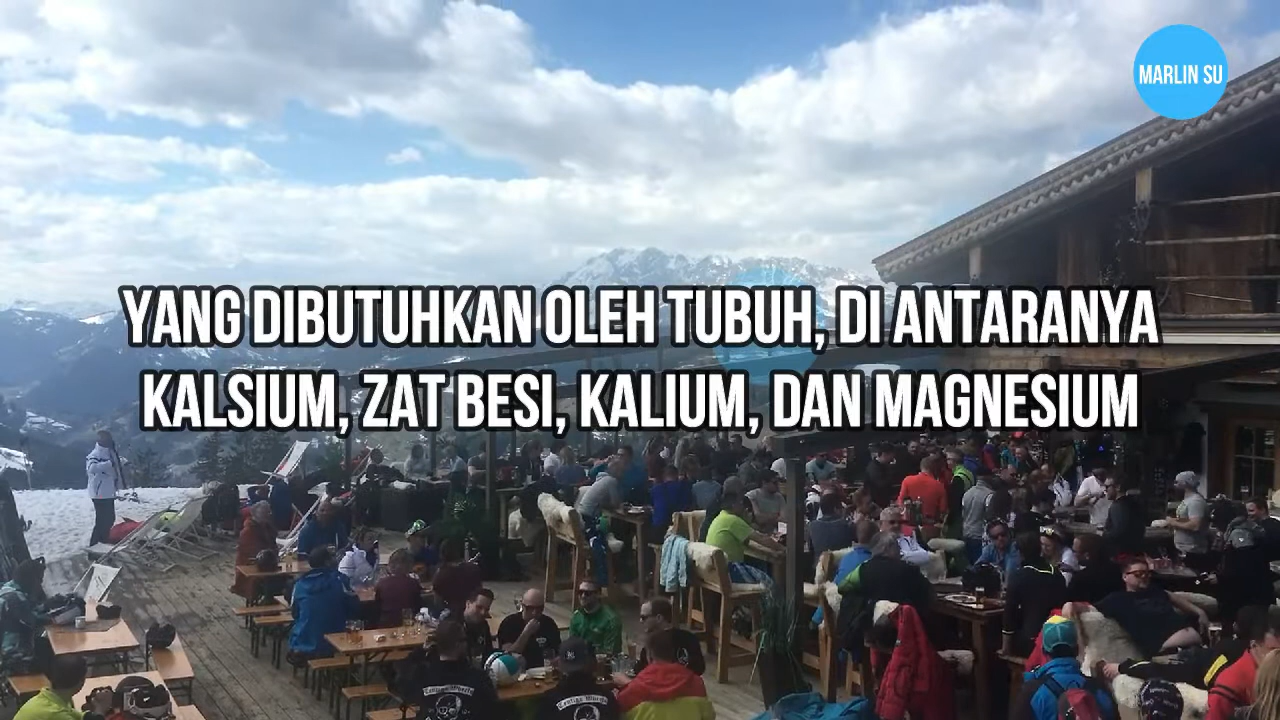 MARLIN SU
YANG DIBUTUHKAN OLEH TUBUH, DI ANTARANYA
KALSIUM, ZAT BESI, KALIUM, DAN MAGNESIUM